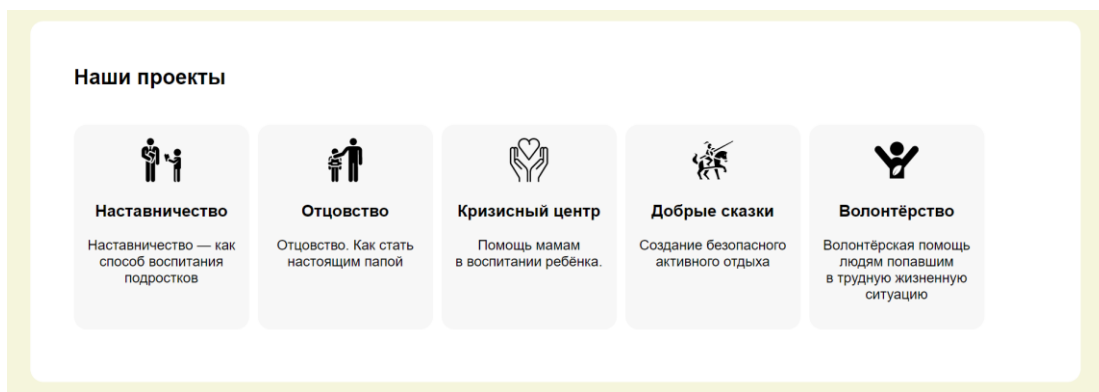 Наши проекты
Наставничество
Наставничество — как
способ воспитания
подростков
Отцовство
Отцовство. Как стать
настоящим папой
Кризисный центр
Помощь мамам
в воспитании ребёнка.
Добрые сказки
Создание безопасного
активного отдыха
Волонтёрство
Волонтёрская помощь
людям попавшим
в трудную жизненную
ситуацию